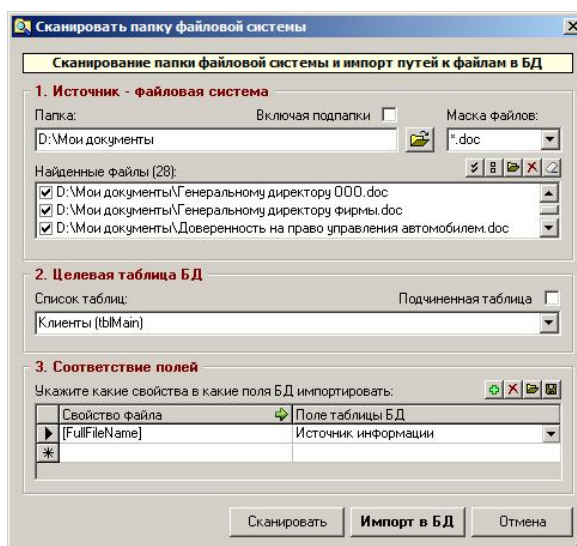 Сканировать папку файловой системы
Сканирование папки файловой системы и импорт путей к файлам в БД
1. Источник - файловая система
Папка: Включая подпапки Маска файлов:
D:\Мои документы *.doc
Найденные файлы (28):
D:\Мои документы\Генеральному директору ООО.doc
D:\Мои документы\Генеральному директору фирмы.doc
D:\Мои документы\Доверенность на право управления автомобилем.doc
2. Целевая таблица БД
Список таблиц: Подчиненная таблица
Клиенты (tblMain)
3. Соответствие полей
Укажите какие свойства в какие поля БД импортировать:
Свойство файла Поле таблицы БД
[FullFileName] Источник информации
Сканировать Импорт в БД Отмена